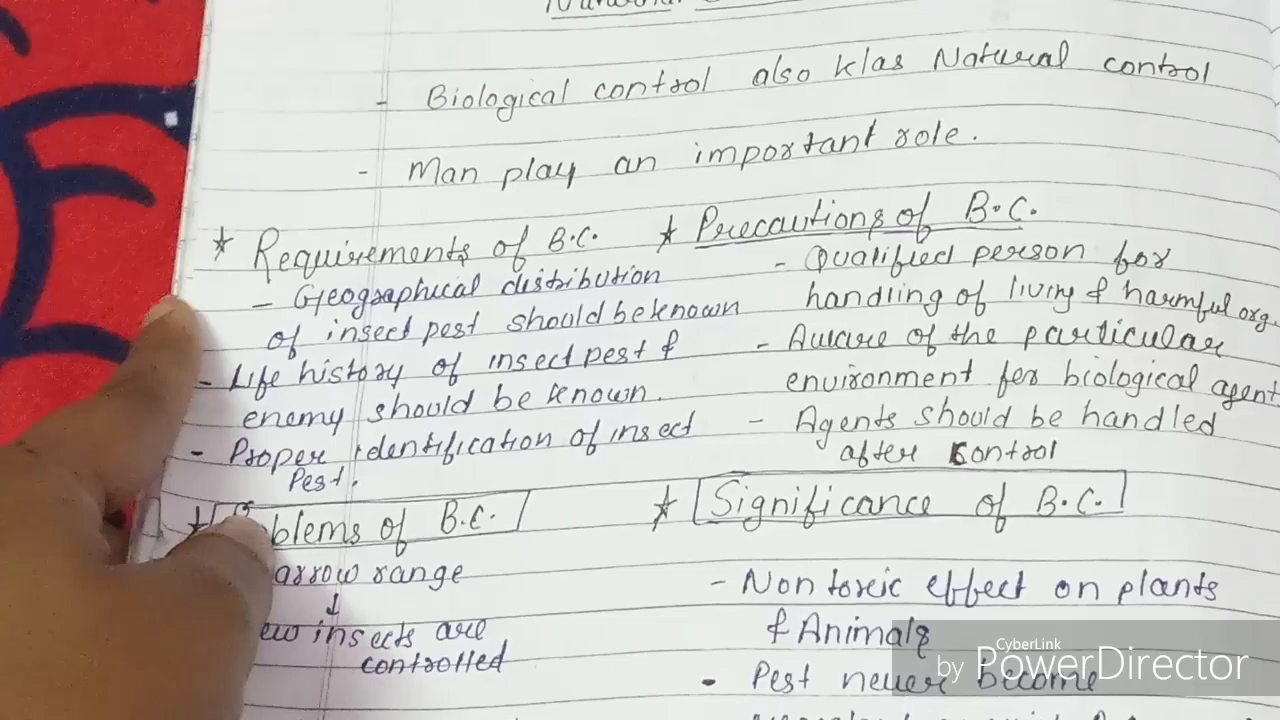 - Biological control also klas Natural control
- Man play an important role.
* Requirements of B.C.
- Geographical distribution
of insect pest should be known
- Life history of insect pest &
enemy should be known.
- Proper identification of insect
Pest.
* Precautions of B.C.
- Qualified person for
handling of living & harmful org.
- Aware of the particular
environment for biological agent
- Agents should be handled
after control
* blems of B.C.
arrow range
↓
ew insects are
controlled
* Significance of B.C.
- Non toxic effect on plants
& Animals
- Pest never become
CyberLink
by PowerDirector